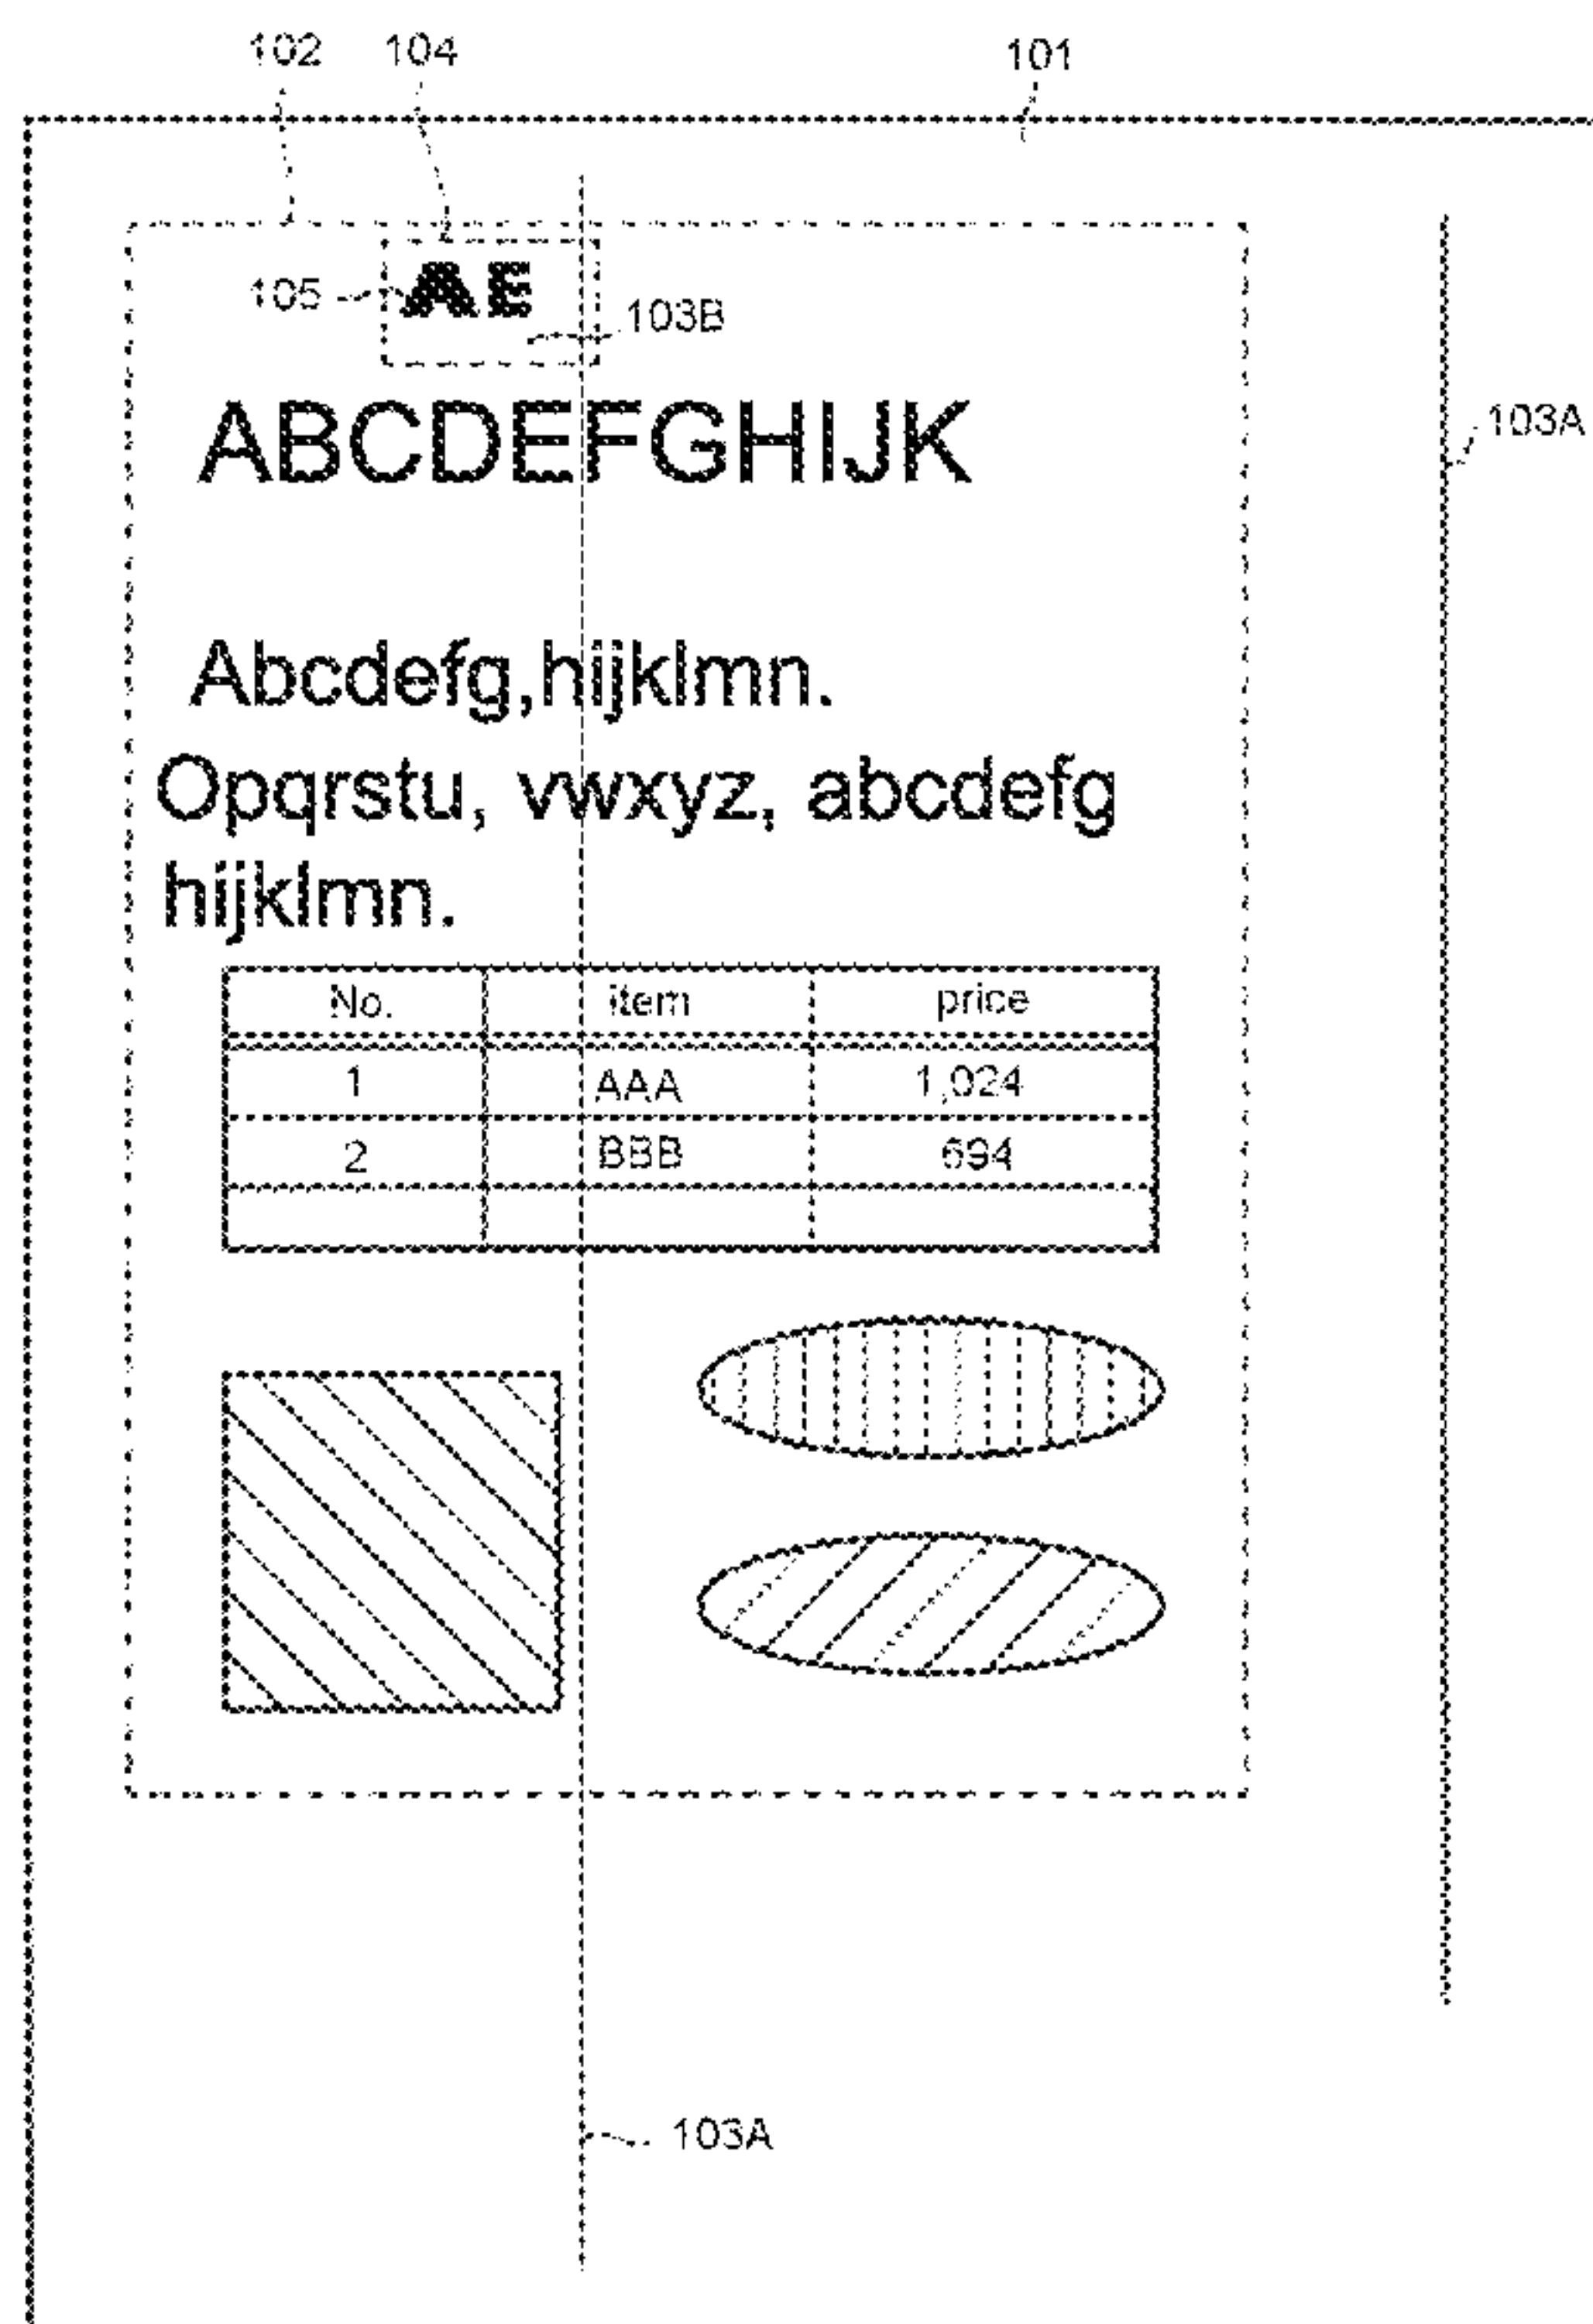 102 104 101
105 AE 103B
ABCDEFGHIJK
103A
Abcdefg,hijklmn.
Opqrstu, vwxyz, abcdefg
hijklmn.
No. item price
1 AAA 1,024
2 BBB 694
103A